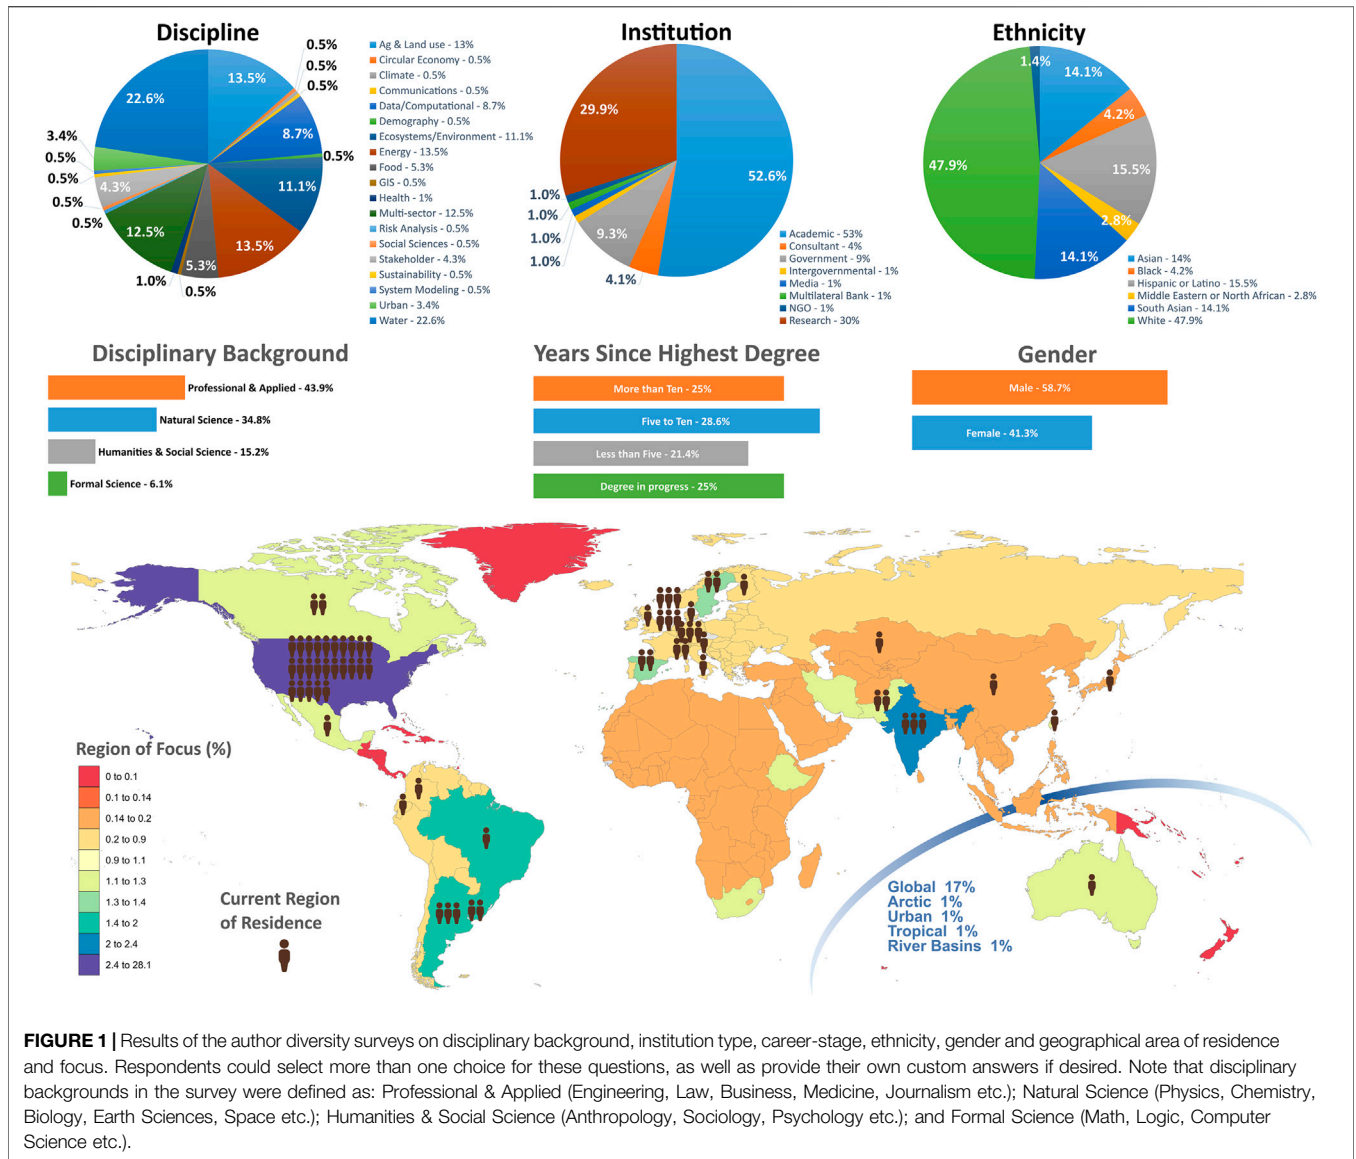 Discipline
13.5%
0.5%
0.5%
0.5%
8.7%
0.5%
11.1%
13.5%
0.5%
5.3%
1.0%
12.5%
0.5%
0.5%
4.3%
0.5%
0.5%
3.4%
22.6%
Ag & Land use - 13%
Circular Economy - 0.5%
Climate - 0.5%
Communications - 0.5%
Data/Computational - 8.7%
Demography - 0.5%
Ecosystems/Environment - 11.1%
Energy - 13.5%
Food - 5.3%
GIS - 0.5%
Health - 1%
Multi-sector - 12.5%
Risk Analysis - 0.5%
Social Sciences - 0.5%
Stakeholder - 4.3%
Sustainability - 0.5%
System Modeling - 0.5%
Urban - 3.4%
Water - 22.6%
Institution
29.9%
52.6%
1.0%
1.0%
1.0%
1.0%
9.3%
4.1%
Academic - 53%
Consultant - 4%
Government - 9%
Intergovernmental - 1%
Media - 1%
Multilateral Bank - 1%
NGO - 1%
Research - 30%
Ethnicity
1.4%
14.1%
4.2%
15.5%
2.8%
14.1%
47.9%
Asian - 14%
Black - 4.2%
Hispanic or Latino - 15.5%
Middle Eastern or North African - 2.8%
South Asian - 14.1%
White - 47.9%
Disciplinary Background
Professional & Applied - 43.9%
Natural Science - 34.8%
Humanities & Social Science - 15.2%
Formal Science - 6.1%
Years Since Highest Degree
More than Ten - 25%
Five to Ten - 28.6%
Less than Five - 21.4%
Degree in progress - 25%
Gender
Male - 58.7%
Female - 41.3%
Region of Focus (%)
0 to 0.1
0.1 to 0.14
0.14 to 0.2
0.2 to 0.9
0.9 to 1.1
1.1 to 1.3
1.3 to 1.4
1.4 to 2
2 to 2.4
2.4 to 28.1
Current Region
of Residence
Global 17%
Arctic 1%
Urban 1%
Tropical 1%
River Basins 1%
FIGURE 1 | Results of the author diversity surveys on disciplinary background, institution type, career-stage, ethnicity, gender and geographical area of residence
and focus. Respondents could select more than one choice for these questions, as well as provide their own custom answers if desired. Note that disciplinary
backgrounds in the survey were defined as: Professional & Applied (Engineering, Law, Business, Medicine, Journalism etc.); Natural Science (Physics, Chemistry,
Biology, Earth Sciences, Space etc.); Humanities & Social Science (Anthropology, Sociology, Psychology etc.); and Formal Science (Math, Logic, Computer
Science etc.).